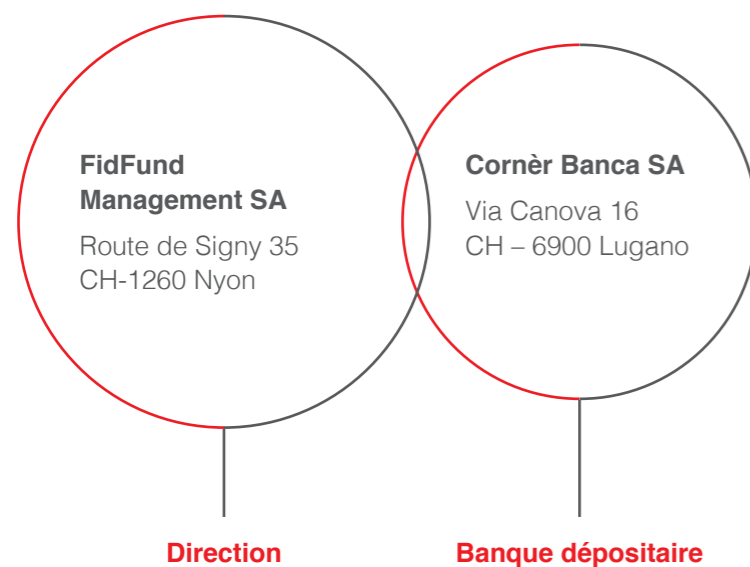 FidFund
Management SA
Route de Signy 35
CH-1260 Nyon
Cornèr Banca SA
Via Canova 16
CH – 6900 Lugano
Direction
Banque dépositaire